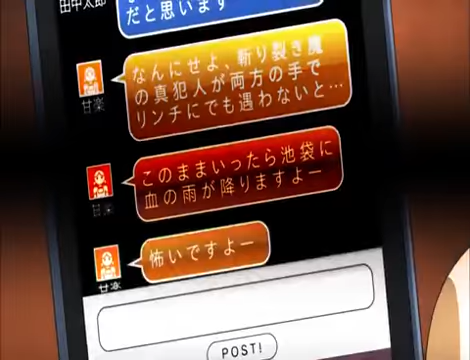 田中太郎
だと思います
なんにせよ、斬り裂き魔
の真犯人が両方の手で
リンチにでも遇わないと…
甘楽
このままいったら池袋に
血の雨が降りますよー
甘楽
怖いですよー
甘楽
POST!